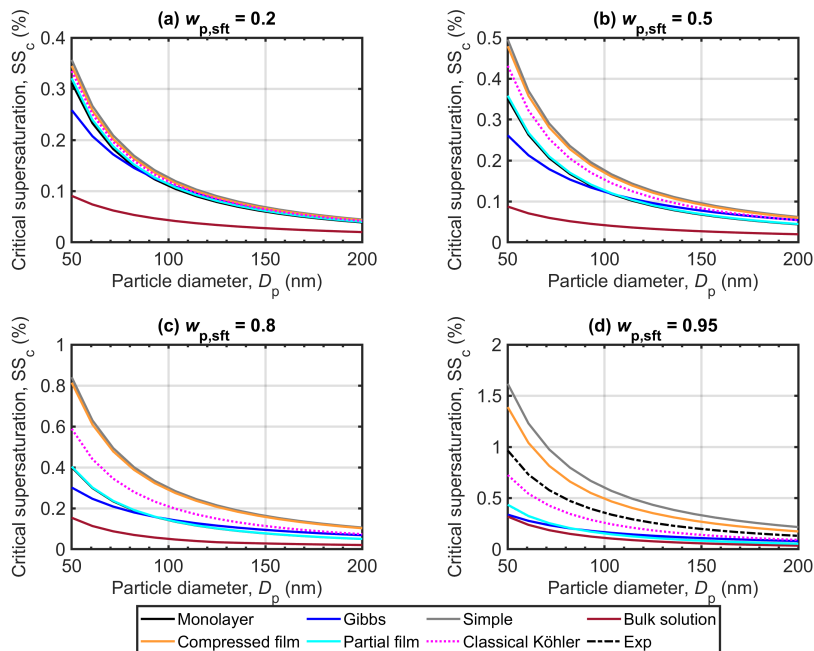 (a) w_p,sft = 0.2
Critical supersaturation, SS_c (%)
0.4
0.3
0.2
0.1
0
50 100 150 200
Particle diameter, D_p (nm)
(b) w_p,sft = 0.5
Critical supersaturation, SS_c (%)
0.5
0.4
0.3
0.2
0.1
0
50 100 150 200
Particle diameter, D_p (nm)
(c) w_p,sft = 0.8
Critical supersaturation, SS_c (%)
1
0.8
0.6
0.4
0.2
0
50 100 150 200
Particle diameter, D_p (nm)
(d) w_p,sft = 0.95
Critical supersaturation, SS_c (%)
2
1.5
1
0.5
0
50 100 150 200
Particle diameter, D_p (nm)
Monolayer Gibbs Simple Bulk solution
Compressed film Partial film Classical Köhler Exp